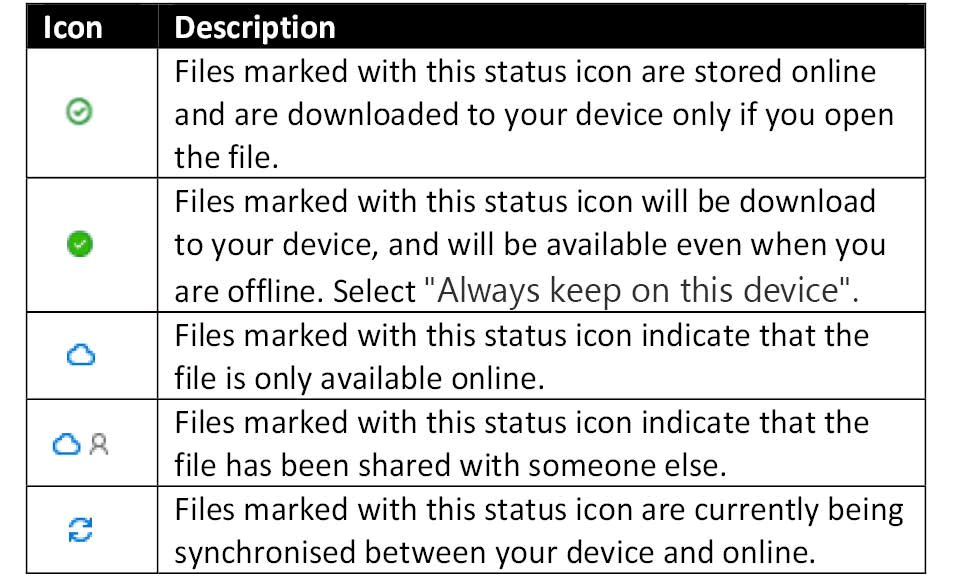 Icon Description
Files marked with this status icon are stored online
and are downloaded to your device only if you open
the file.
Files marked with this status icon will be download
to your device, and will be available even when you
are offline. Select "Always keep on this device".
Files marked with this status icon indicate that the
file is only available online.
Files marked with this status icon indicate that the
file has been shared with someone else.
Files marked with this status icon are currently being
synchronised between your device and online.